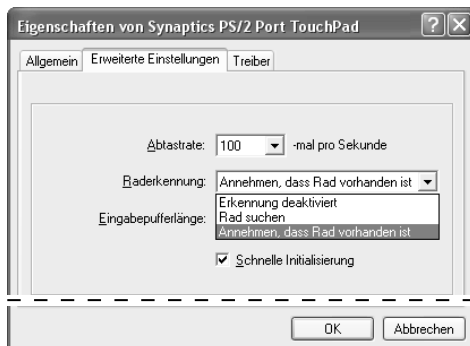 Eigenschaften von Synaptics PS/2 Port TouchPad
Allgemein Erweiterte Einstellungen Treiber
Abtastrate: 100 -mal pro Sekunde
Raderkennung: Annehmen, dass Rad vorhanden ist
Erkennung deaktiviert
Rad suchen
Eingabepufferlänge:
Annehmen, dass Rad vorhanden ist
Schnelle Initialisierung
OK Abbrechen